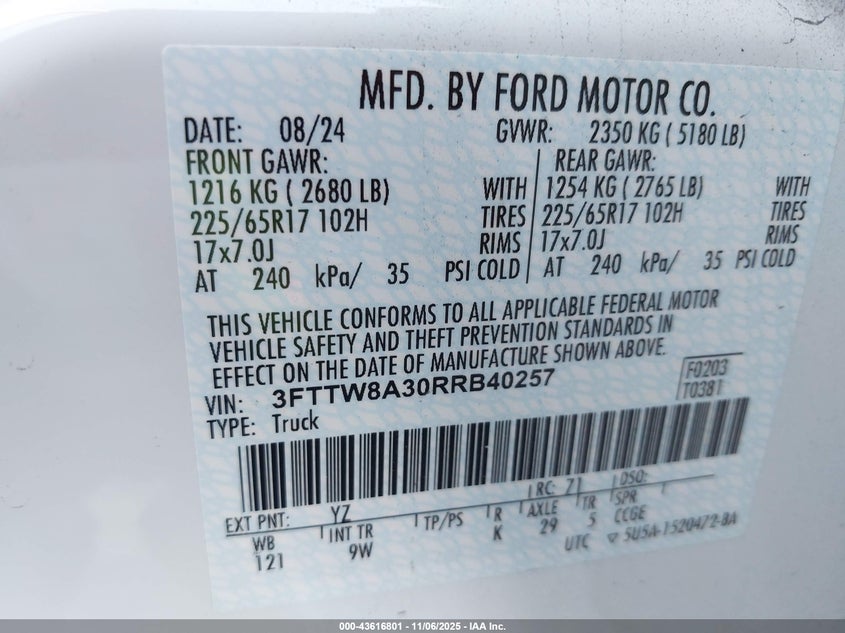 MFD. BY FORD MOTOR CO.
DATE: 08/24 GVWR: 2350 KG ( 5180 LB)
FRONT GAWR: REAR GAWR:
1216 KG ( 2680 LB) WITH 1254 KG ( 2765 LB) WITH
225/65R17 102H TIRES 225/65R17 102H TIRES
17x7.0J RIMS 17x7.0J RIMS
AT 240 kPa/ 35 PSI COLD AT 240 kPa/ 35 PSI COLD
THIS VEHICLE CONFORMS TO ALL APPLICABLE FEDERAL MOTOR
VEHICLE SAFETY AND THEFT PREVENTION STANDARDS IN
EFFECT ON THE DATE OF MANUFACTURE SHOWN ABOVE.
VIN: 3FTTW8A30RRB40257 F0203
TYPE: Truck T0381
EXT PNT: YZ RC: 71 DSO:
WB INT TR TP/PS R AXLE TR SPR
121 9W K 29 5 CCGE
UTC ▽ 5U5A-1520472-BA
000-43616801 - 11/06/2025 - IAA Inc.